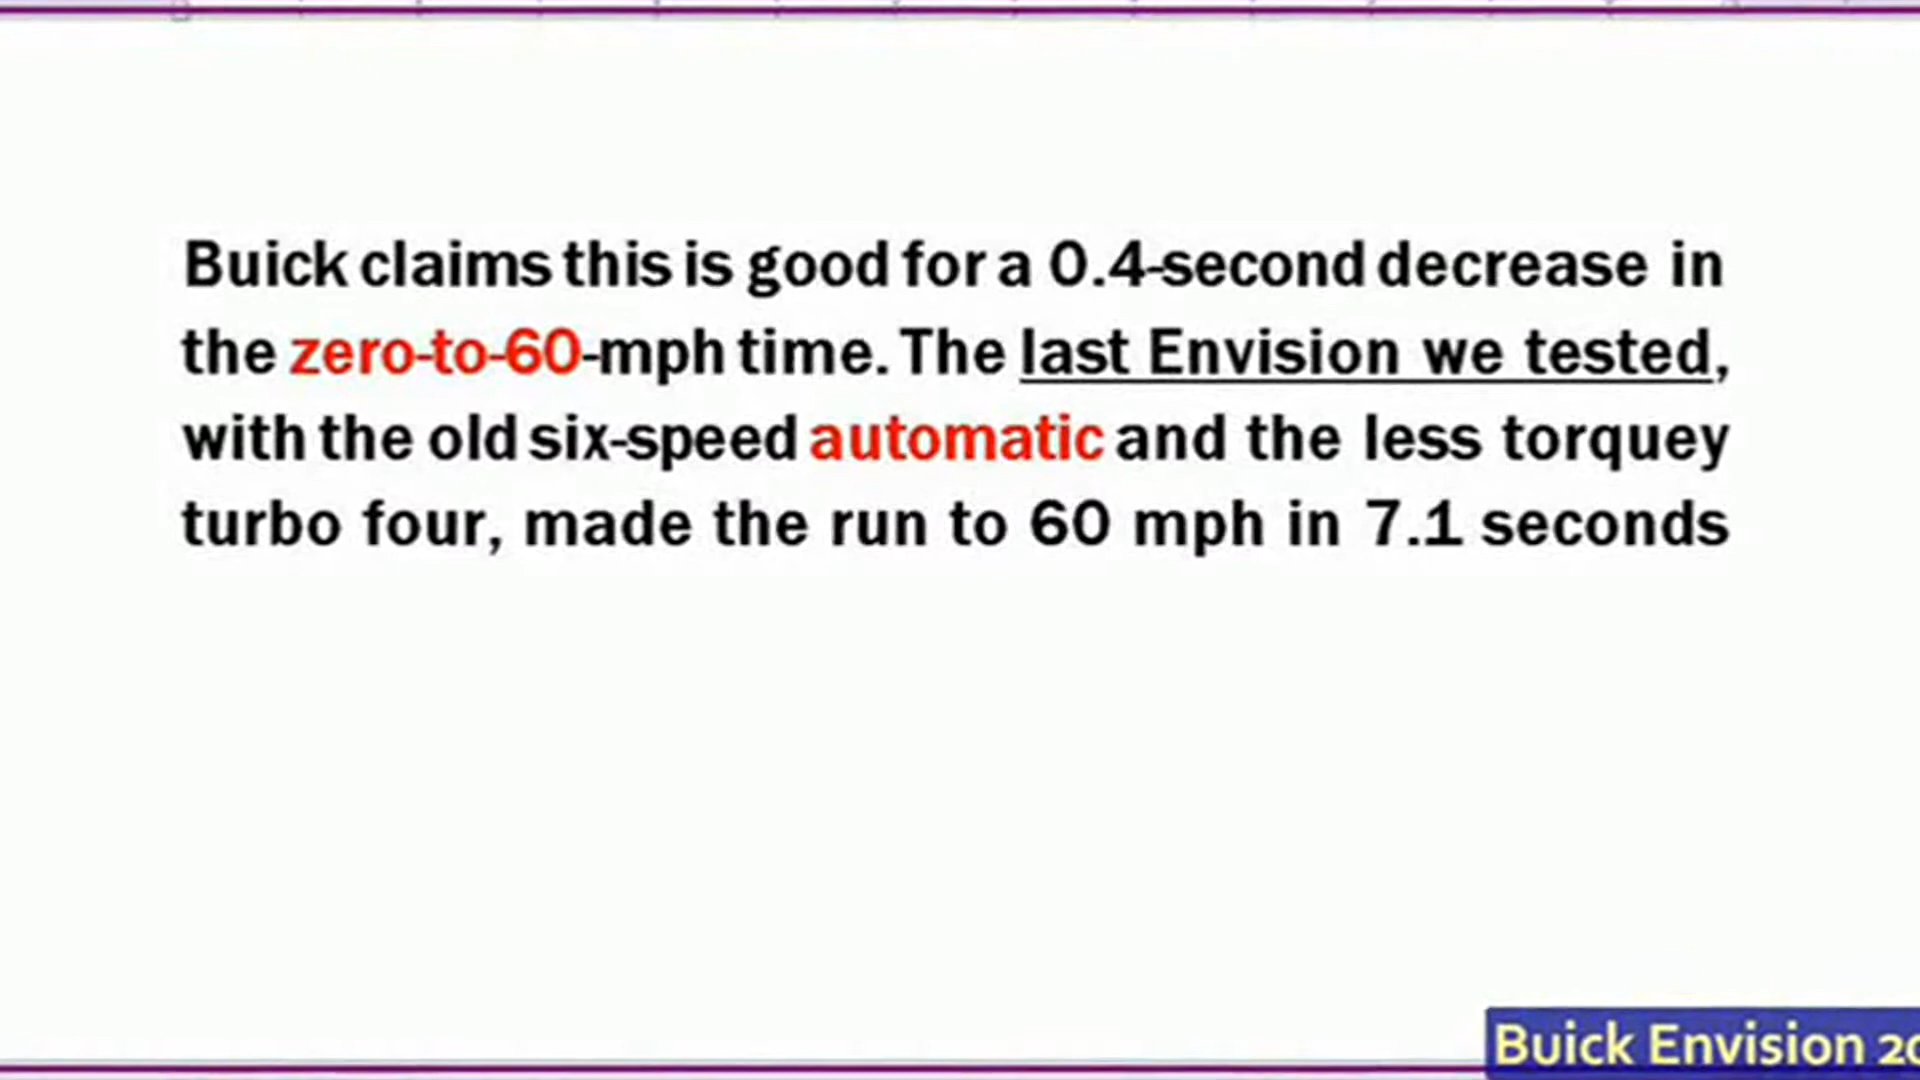 Buick claims this is good for a 0.4-second decrease in
the zero-to-60-mph time. The last Envision we tested,
with the old six-speed automatic and the less torquey
turbo four, made the run to 60 mph in 7.1 seconds
Buick Envision